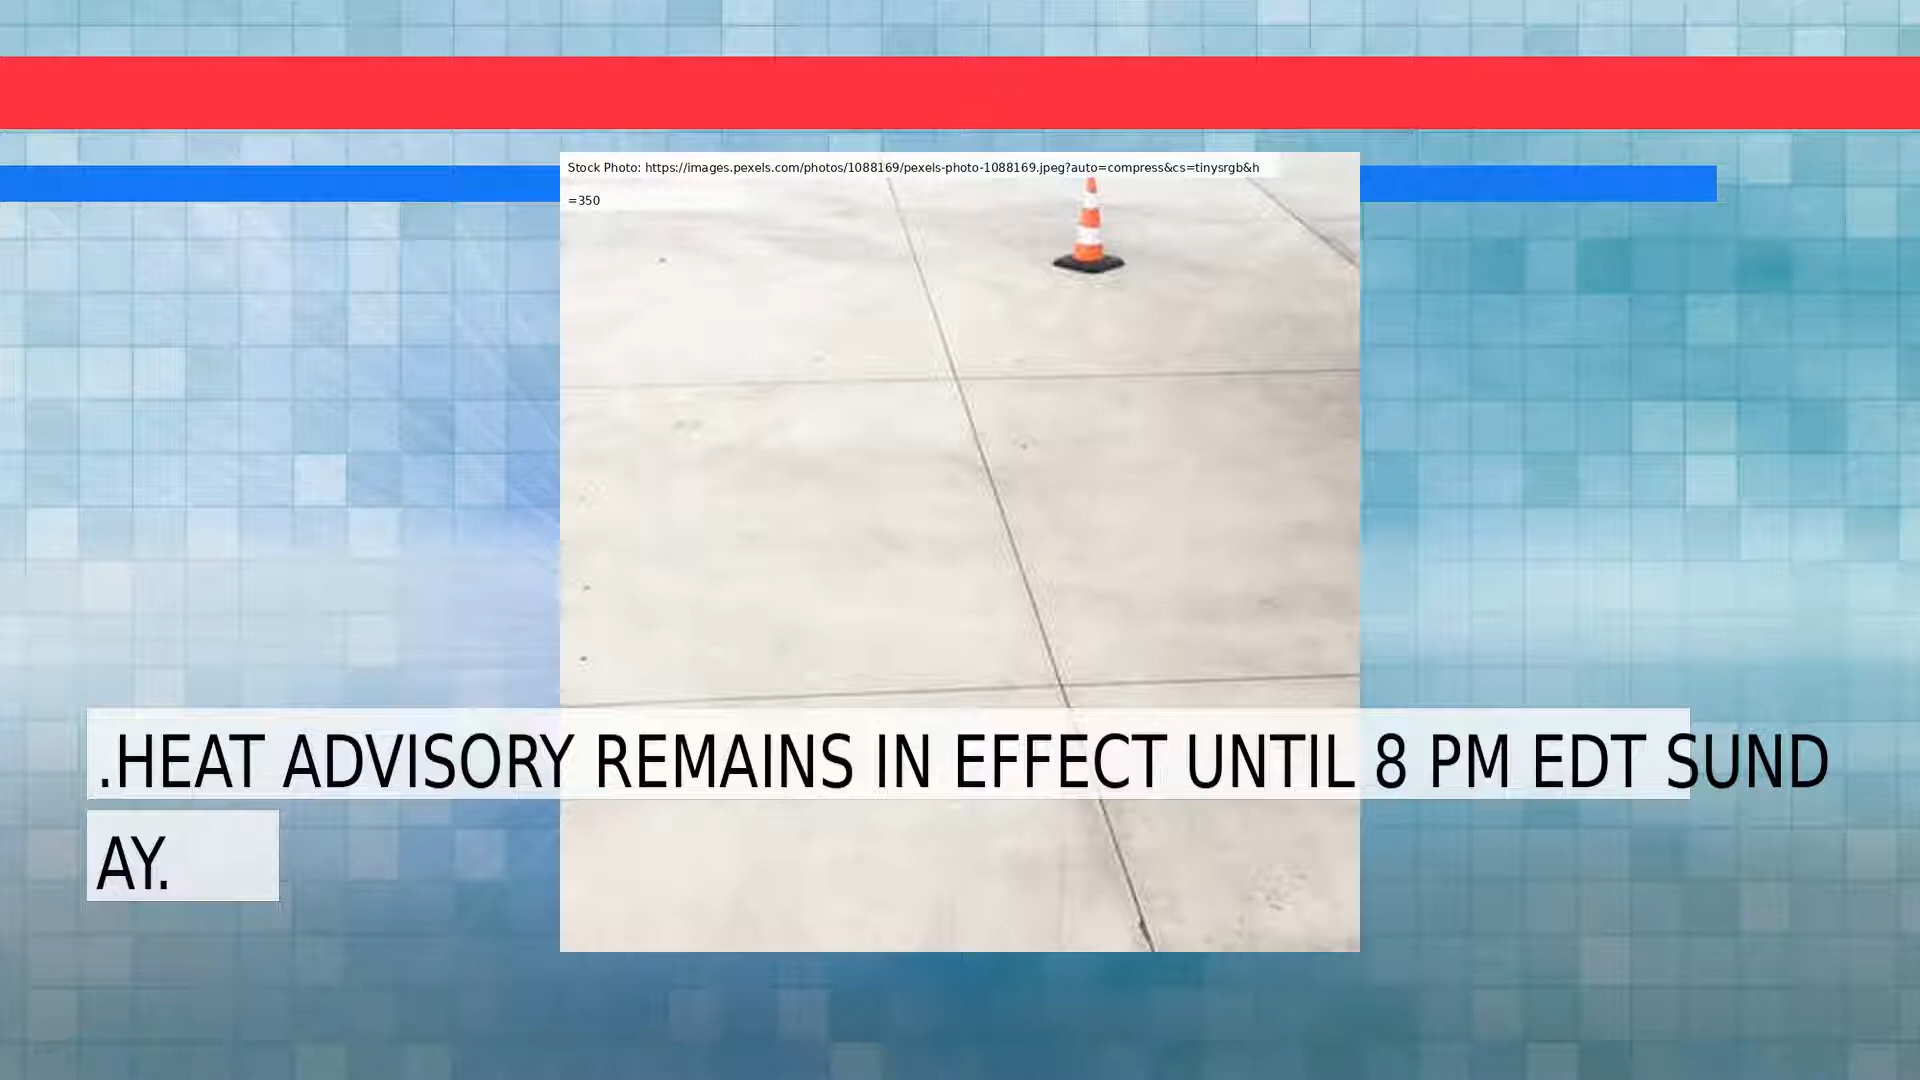 Stock Photo: https://images.pexels.com/photos/1088169/pexels-photo-1088169.jpeg?auto=compress&cs=tinysrgb&h
=350
.HEAT ADVISORY REMAINS IN EFFECT UNTIL 8 PM EDT SUND
AY.